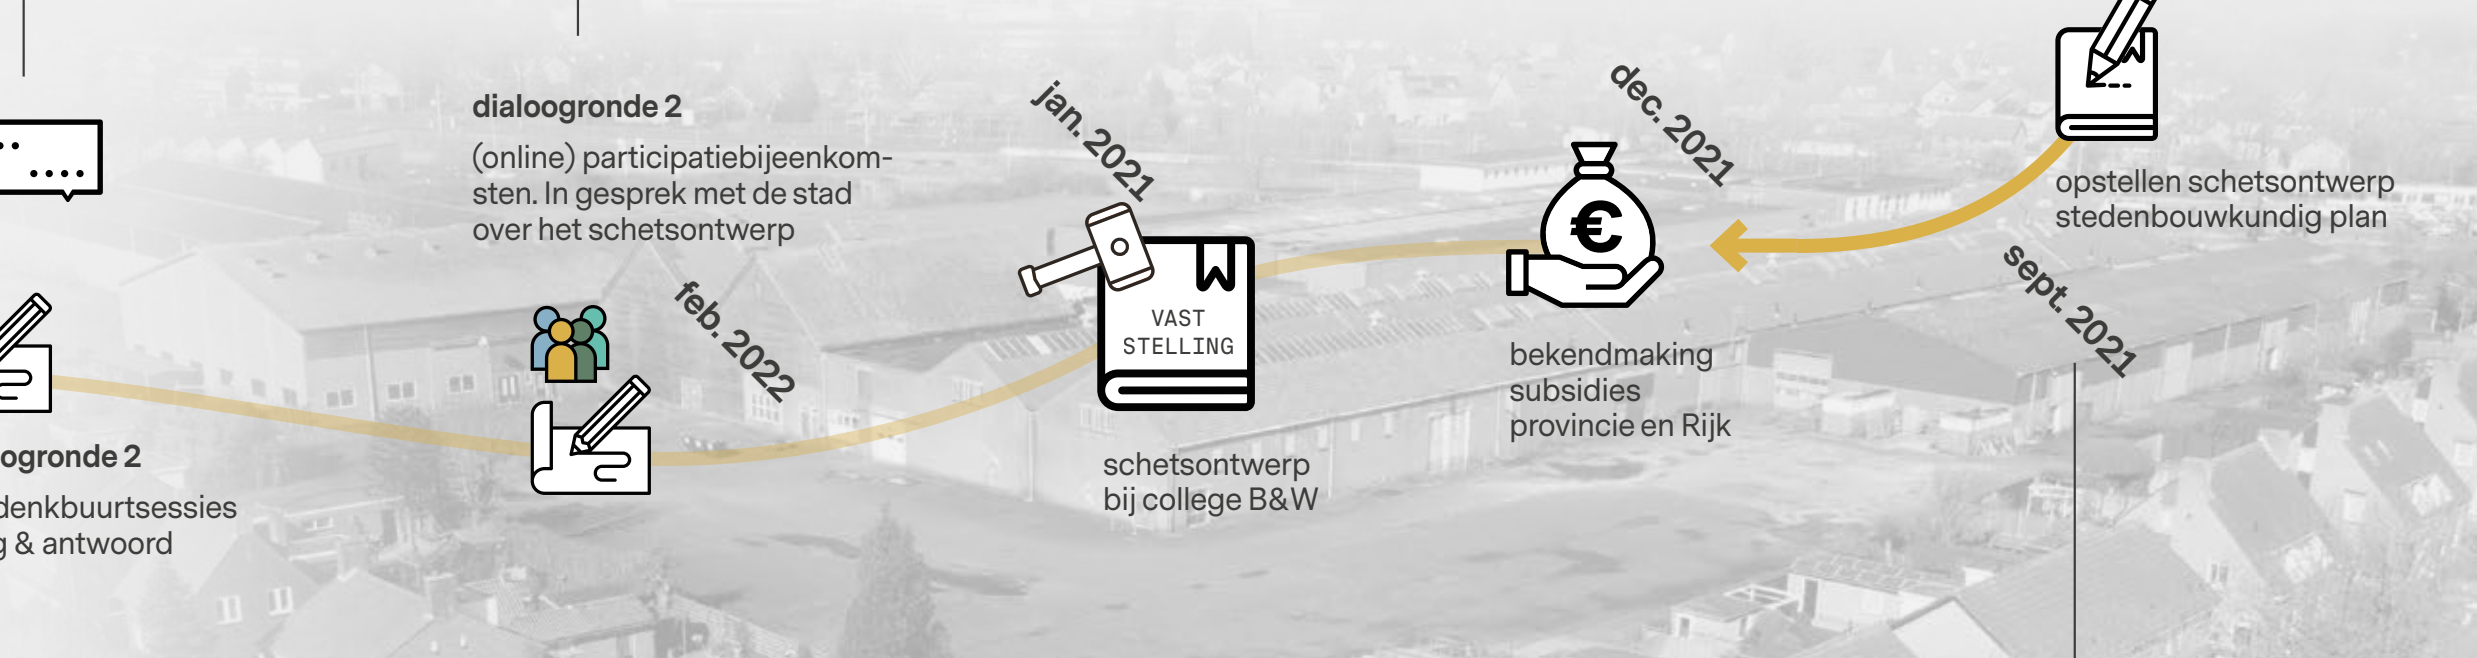 dialoogronde 2
(online) participatiebijeenkom-
sten. In gesprek met de stad
over het schetsontwerp
feb. 2022
ogronde 2
denkbuurtsessies
g & antwoord
jan. 2021
VAST
STELLING
schetsontwerp
bij college B&W
dec. 2021
€
bekendmaking
subsidies
provincie en Rijk
opstellen schetsontwerp
stedenbouwkundig plan
sept. 2021